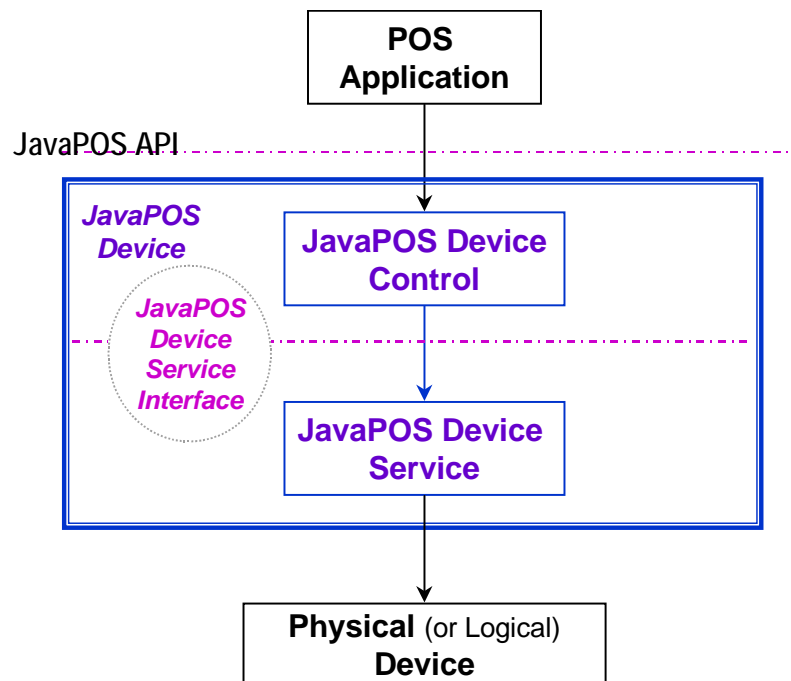 POS
Application
JavaPOS API
JavaPOS
Device
JavaPOS Device
Control
JavaPOS
Device
Service
Interface
JavaPOS Device
Service
Physical (or Logical)
Device